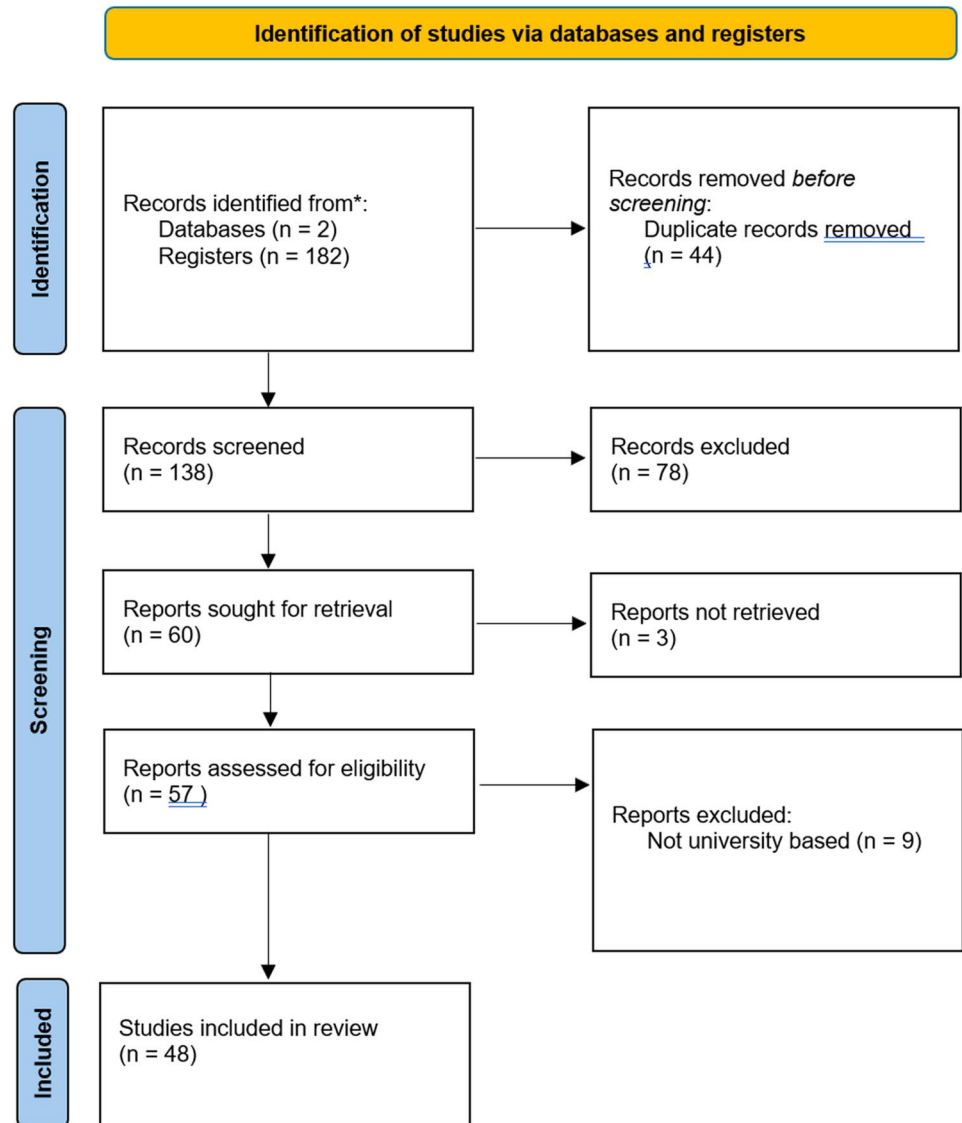 Identification of studies via databases and registers
Identification
Records identified from*:
Databases (n = 2)
Registers (n = 182)
Records removed before
screening:
Duplicate records removed
(n = 44)
Screening
Records screened
(n = 138)
Records excluded
(n = 78)
Reports sought for retrieval
(n = 60)
Reports not retrieved
(n = 3)
Reports assessed for eligibility
(n = 57 )
Reports excluded:
Not university based (n = 9)
Included
Studies included in review
(n = 48)